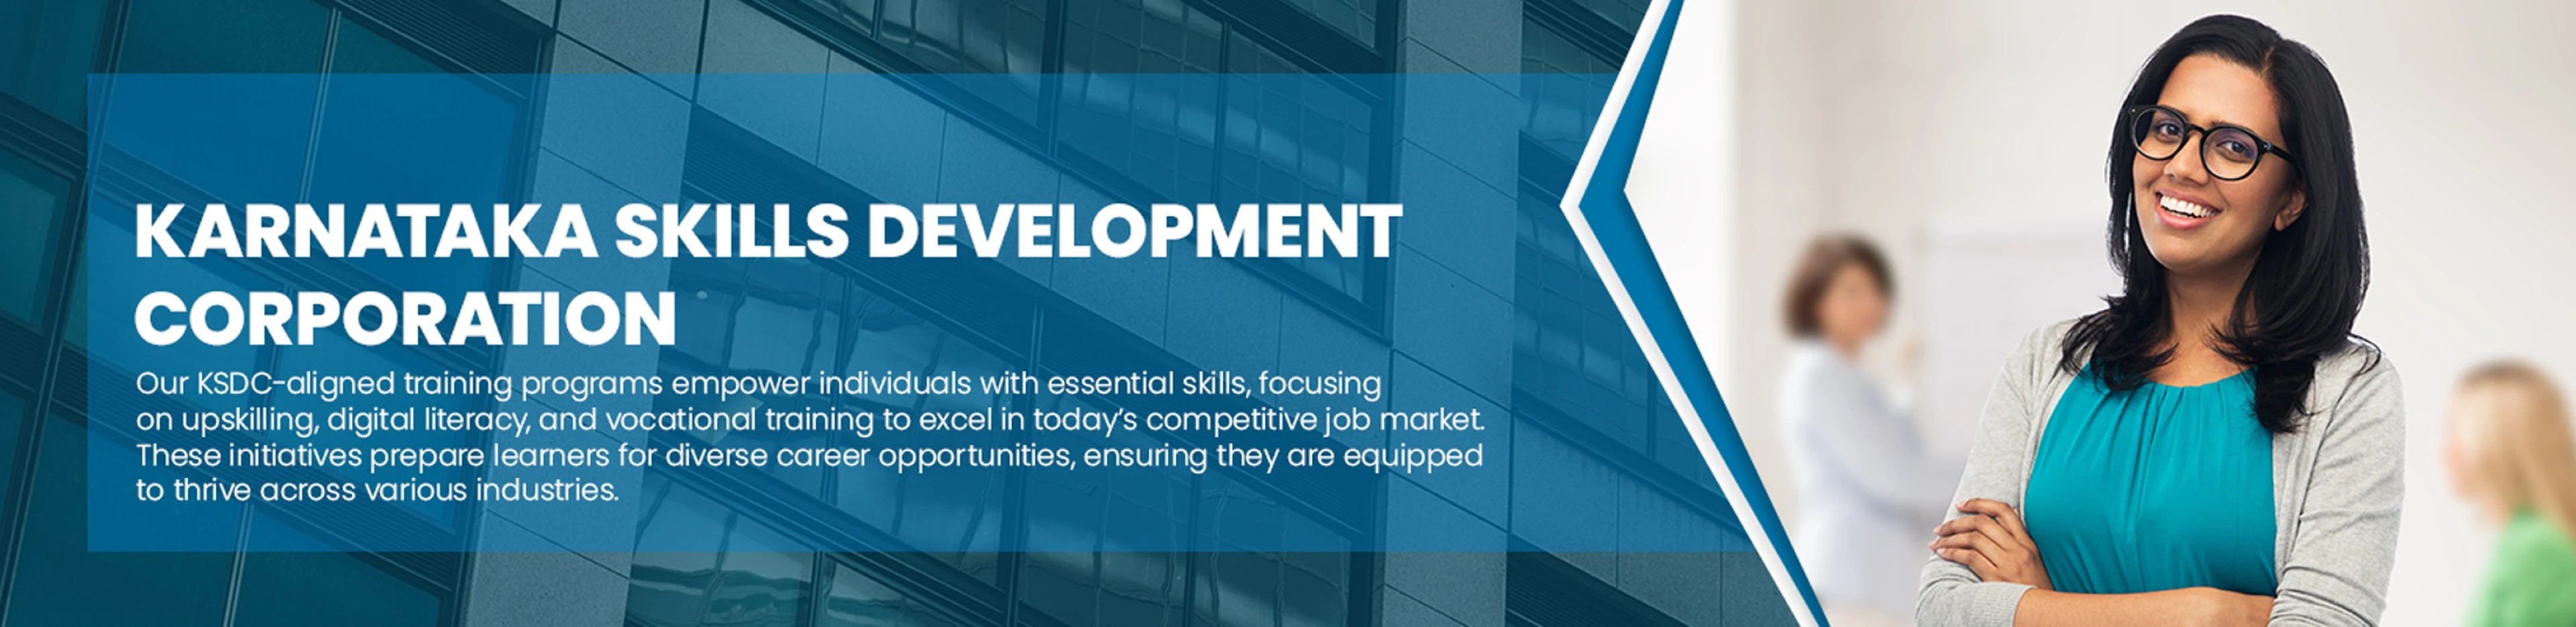 KARNATAKA SKILLS DEVELOPMENT
CORPORATION
Our KSDC-aligned training programs empower individuals with essential skills, focusing
on upskilling, digital literacy, and vocational training to excel in today’s competitive job market.
These initiatives prepare learners for diverse career opportunities, ensuring they are equipped
to thrive across various industries.